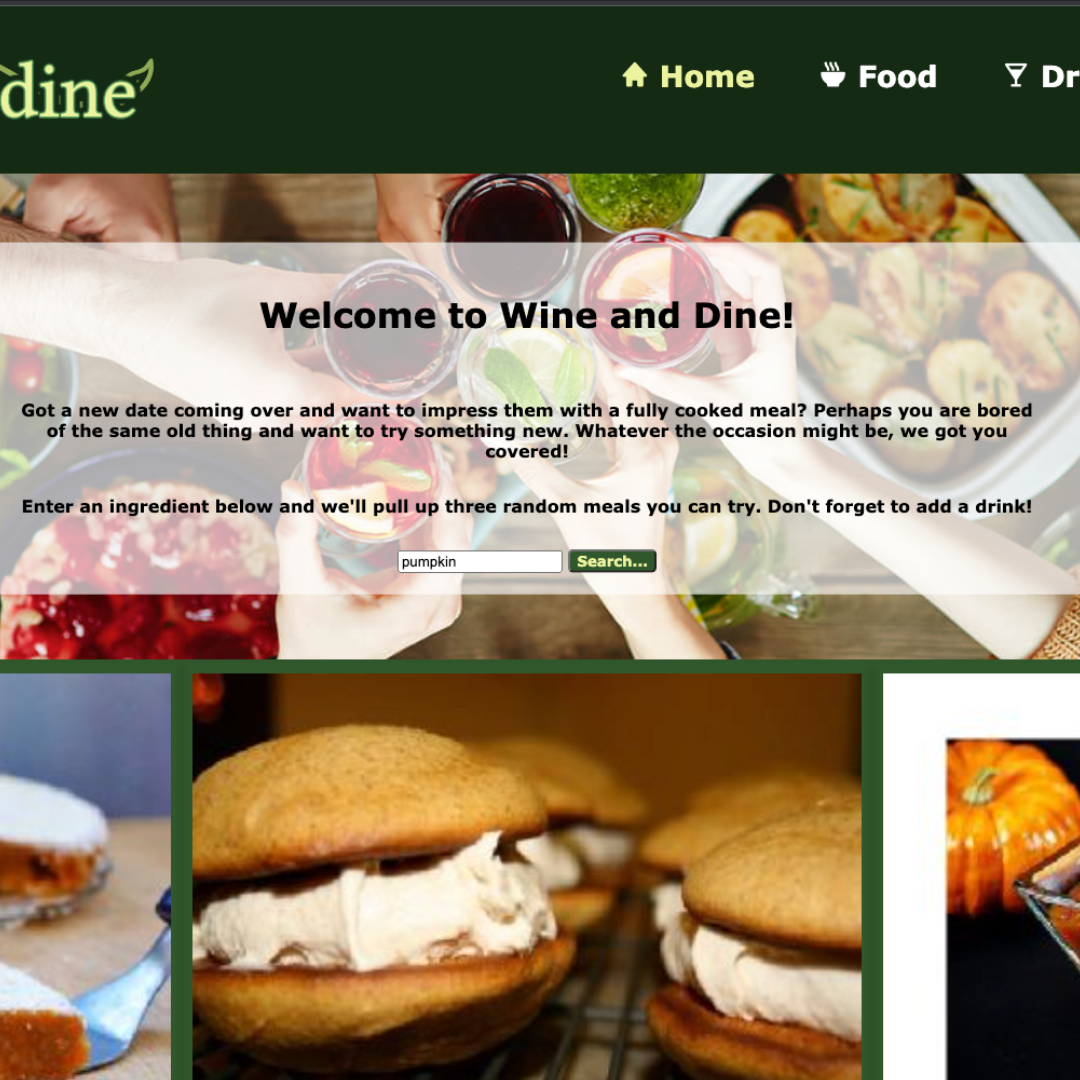 dine
Home
Food
Dr
Welcome to Wine and Dine!
Got a new date coming over and want to impress them with a fully cooked meal? Perhaps you are bored
of the same old thing and want to try something new. Whatever the occasion might be, we got you
covered!
Enter an ingredient below and we'll pull up three random meals you can try. Don't forget to add a drink!
pumpkin
Search...